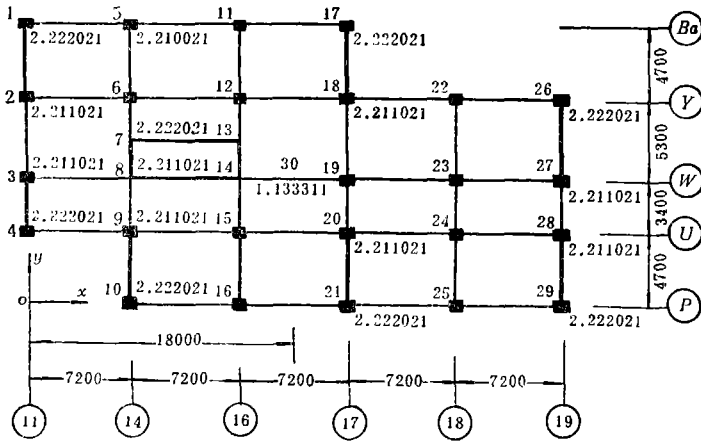 1 5 11 17 Ba
2.222021 2.210021 2.222021
4700
2 6 12 18 22 26 Y
2.211021 2.211021 2.222021
7 2.222021 13
5300
3 2.211021 8 2.211021 14 30 19 23 27 W
1.133311 2.211021
3400
4 2.222021 9 2.211021 15 20 24 28 U
2.211021 2.211021
y
4700
o x 10 2.222021 16 21 25 29 P
2.222021 2.222021
18000
7200 7200 7200 7200 7200
11 14 16 17 18 19